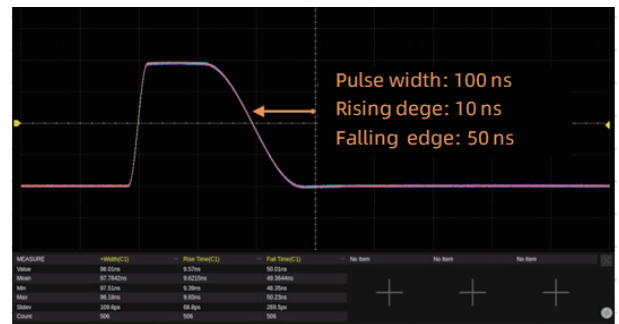 Pulse width: 100 ns
Rising dege: 10 ns
Falling edge: 50 ns
MEASURE +Width(C1) Rise Time(C1) Fall Time(C1) No Item No Item No Item
Value 98.01ns 9.57ns 50.01ns
Mean 97.7642ns 9.6215ns 49.3644ns
Min 97.51ns 9.39ns 48.35ns
Max 98.18ns 9.83ns 50.23ns
Stdev 109.6ps 68.8ps 269.5ps
Count 506 506 506